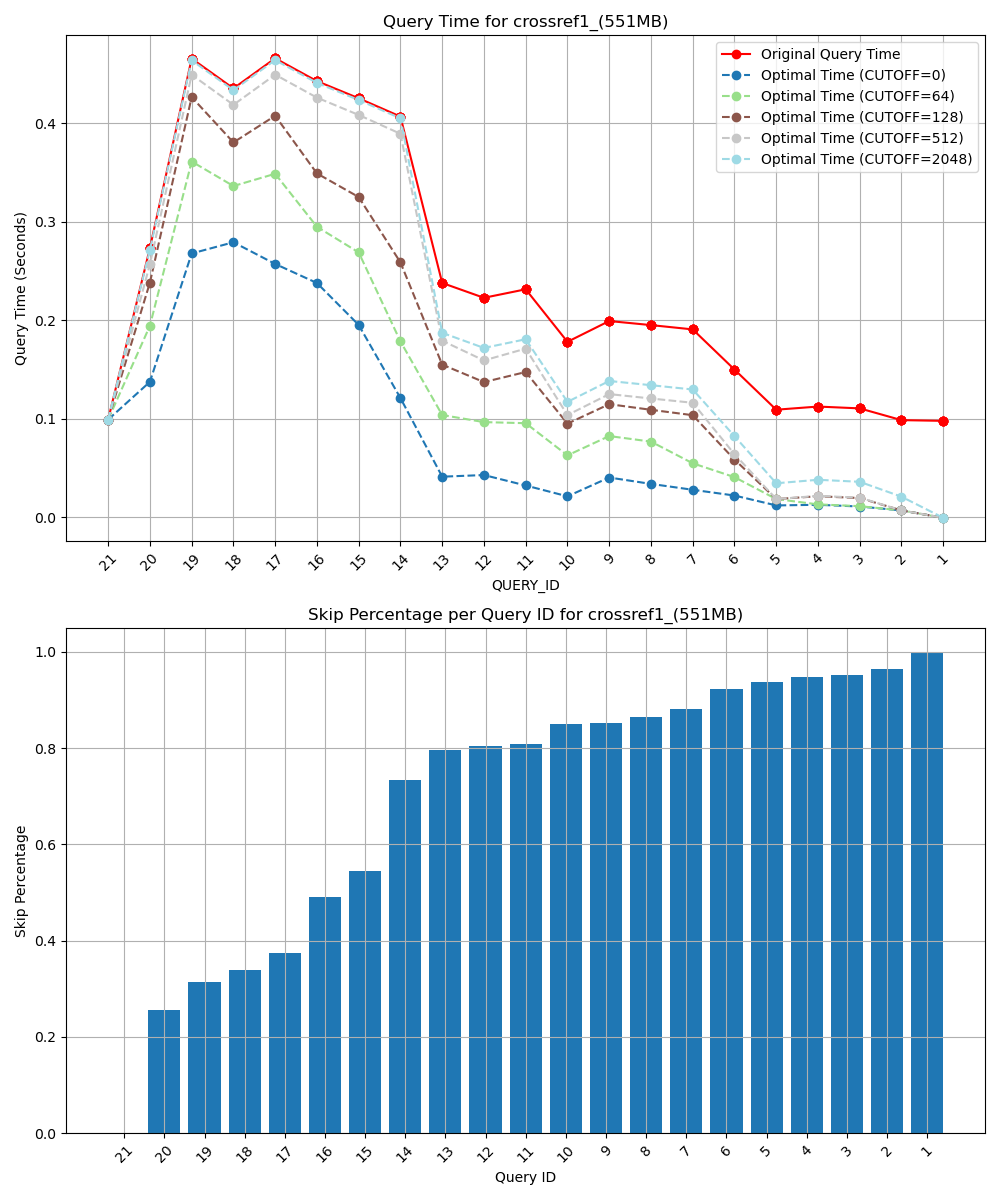 Query Time for crossref1_(551MB)
Query Time (Seconds)
0.4
0.3
0.2
0.1
0.0
Original Query Time
Optimal Time (CUTOFF=0)
Optimal Time (CUTOFF=64)
Optimal Time (CUTOFF=128)
Optimal Time (CUTOFF=512)
Optimal Time (CUTOFF=2048)
21 20 19 18 17 16 15 14 13 12 11 10 9 8 7 6 5 4 3 2 1
QUERY_ID
Skip Percentage per Query ID for crossref1_(551MB)
Skip Percentage
1.0
0.8
0.6
0.4
0.2
0.0
21 20 19 18 17 16 15 14 13 12 11 10 9 8 7 6 5 4 3 2 1
Query ID